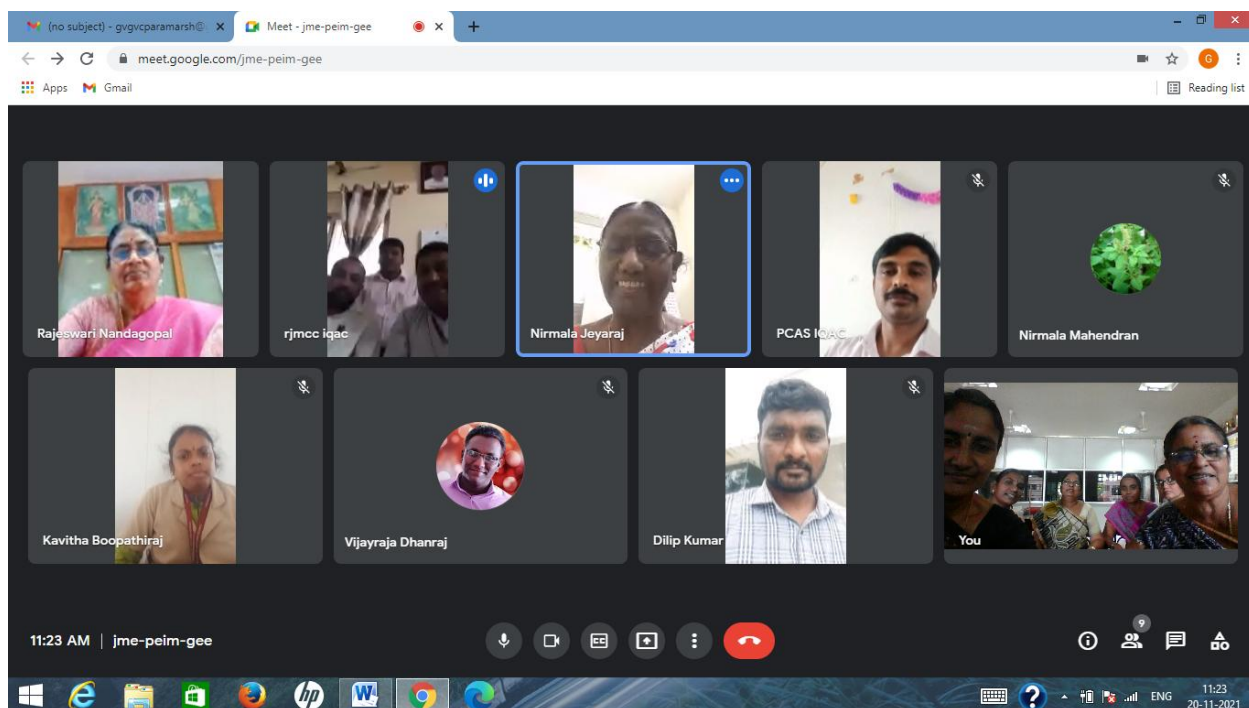 (no subject) - gvgvcparamarsh@
Meet - jme-peim-gee
meet.google.com/jme-peim-gee
G
Apps
Gmail
Reading list
Rajeswari Nandagopal
rjmcc iqac
Nirmala Jeyaraj
PCAS IQAC
Nirmala Mahendran
Kavitha Boopathiraj
Vijayraja Dhanraj
Dilip Kumar
You
11:23 AM | jme-peim-gee
CC
9
hp
W
ENG
11:23
20-11-2021